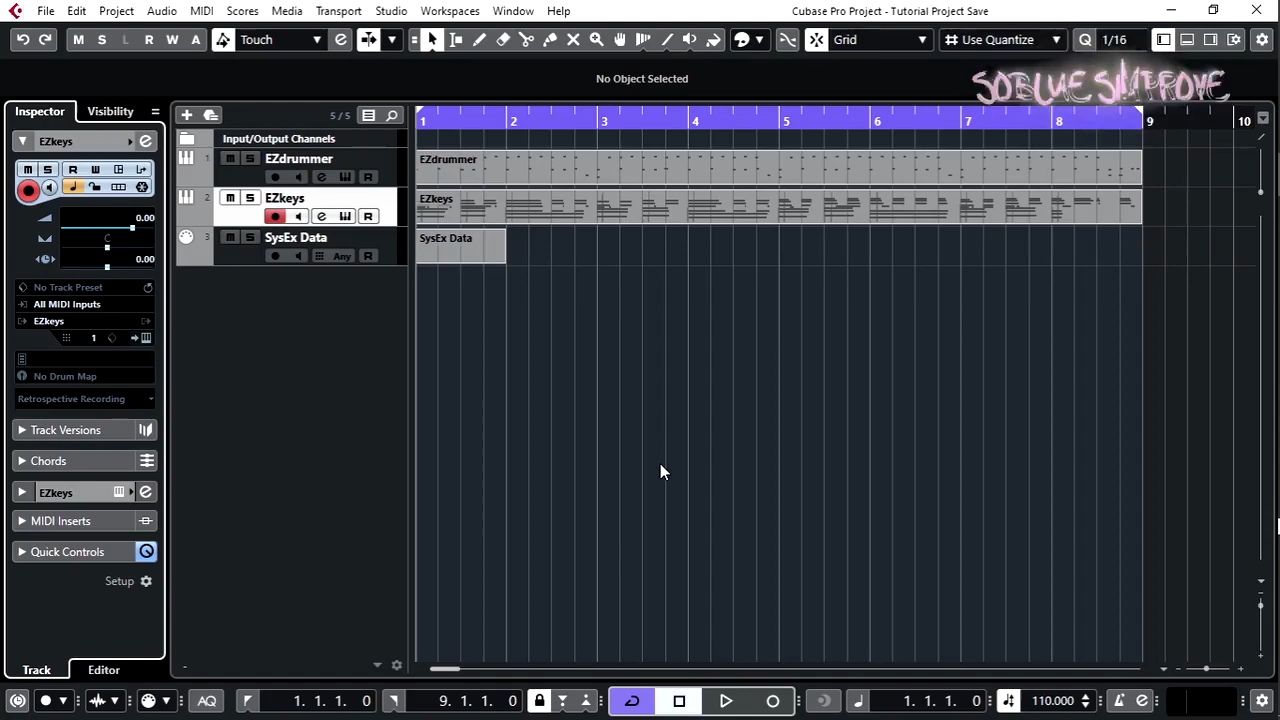 File Edit Project Audio MIDI Scores Media Transport Studio Workspaces Window Help Cubase Pro Project - Tutorial Project Save
M S L R W A Touch Grid Use Quantize Q 1/16
No Object Selected
Inspector Visibility 5/5 1 2 3 4 5 6 7 8 9 10
EZkeys Input/Output Channels
m S R W 1 m S EZdrummer EZdrummer
e R
2 m S EZkeys EZkeys
0.00 e R
C 3 m S SysEx Data SysEx Data
0.00 Any R
No Track Preset
All MIDI Inputs
EZkeys
1
No Drum Map
Retrospective Recording
Track Versions
Chords
EZkeys e
MIDI Inserts
Quick Controls
Setup
Track Editor -
AQ 1. 1. 1. 0 9. 1. 1. 0 1. 1. 1. 0 110.000